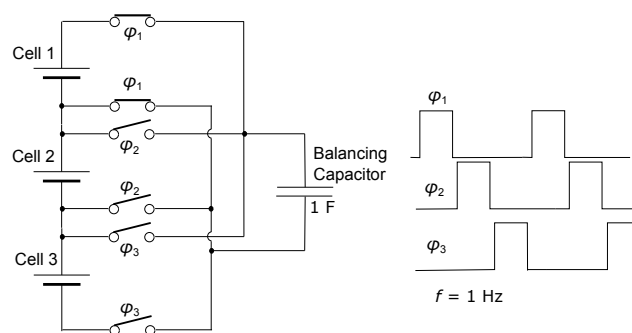 φ1
Cell 1
φ1
φ2
Cell 2
φ2
φ3
Cell 3
φ3
Balancing
Capacitor
1 F
φ1
φ2
φ3
f = 1 Hz